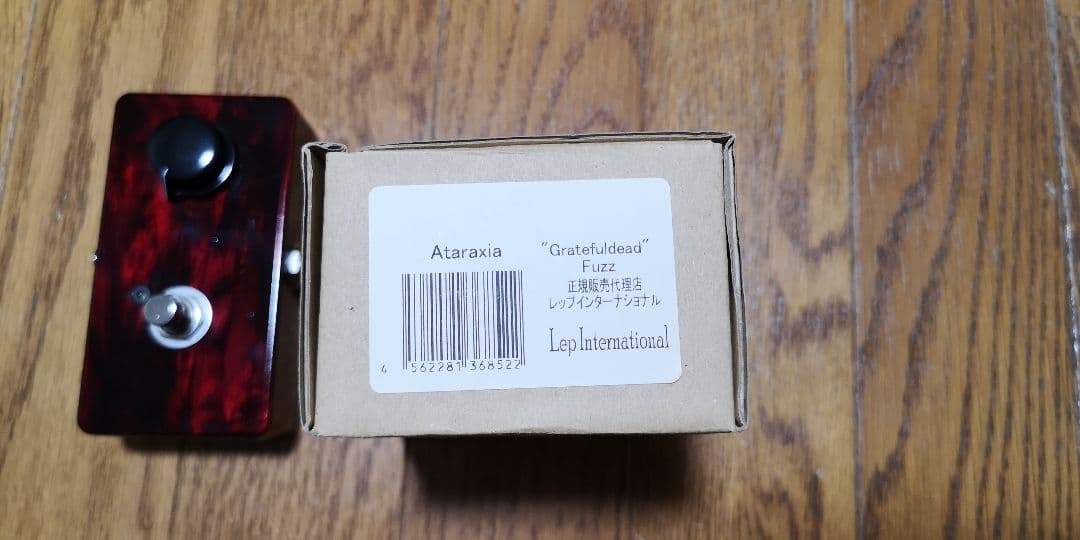 Ataraxia
"Gratefuldead"
Fuzz
正規販売代理店
レップインターナショナル
Lep International
4 562281 368522